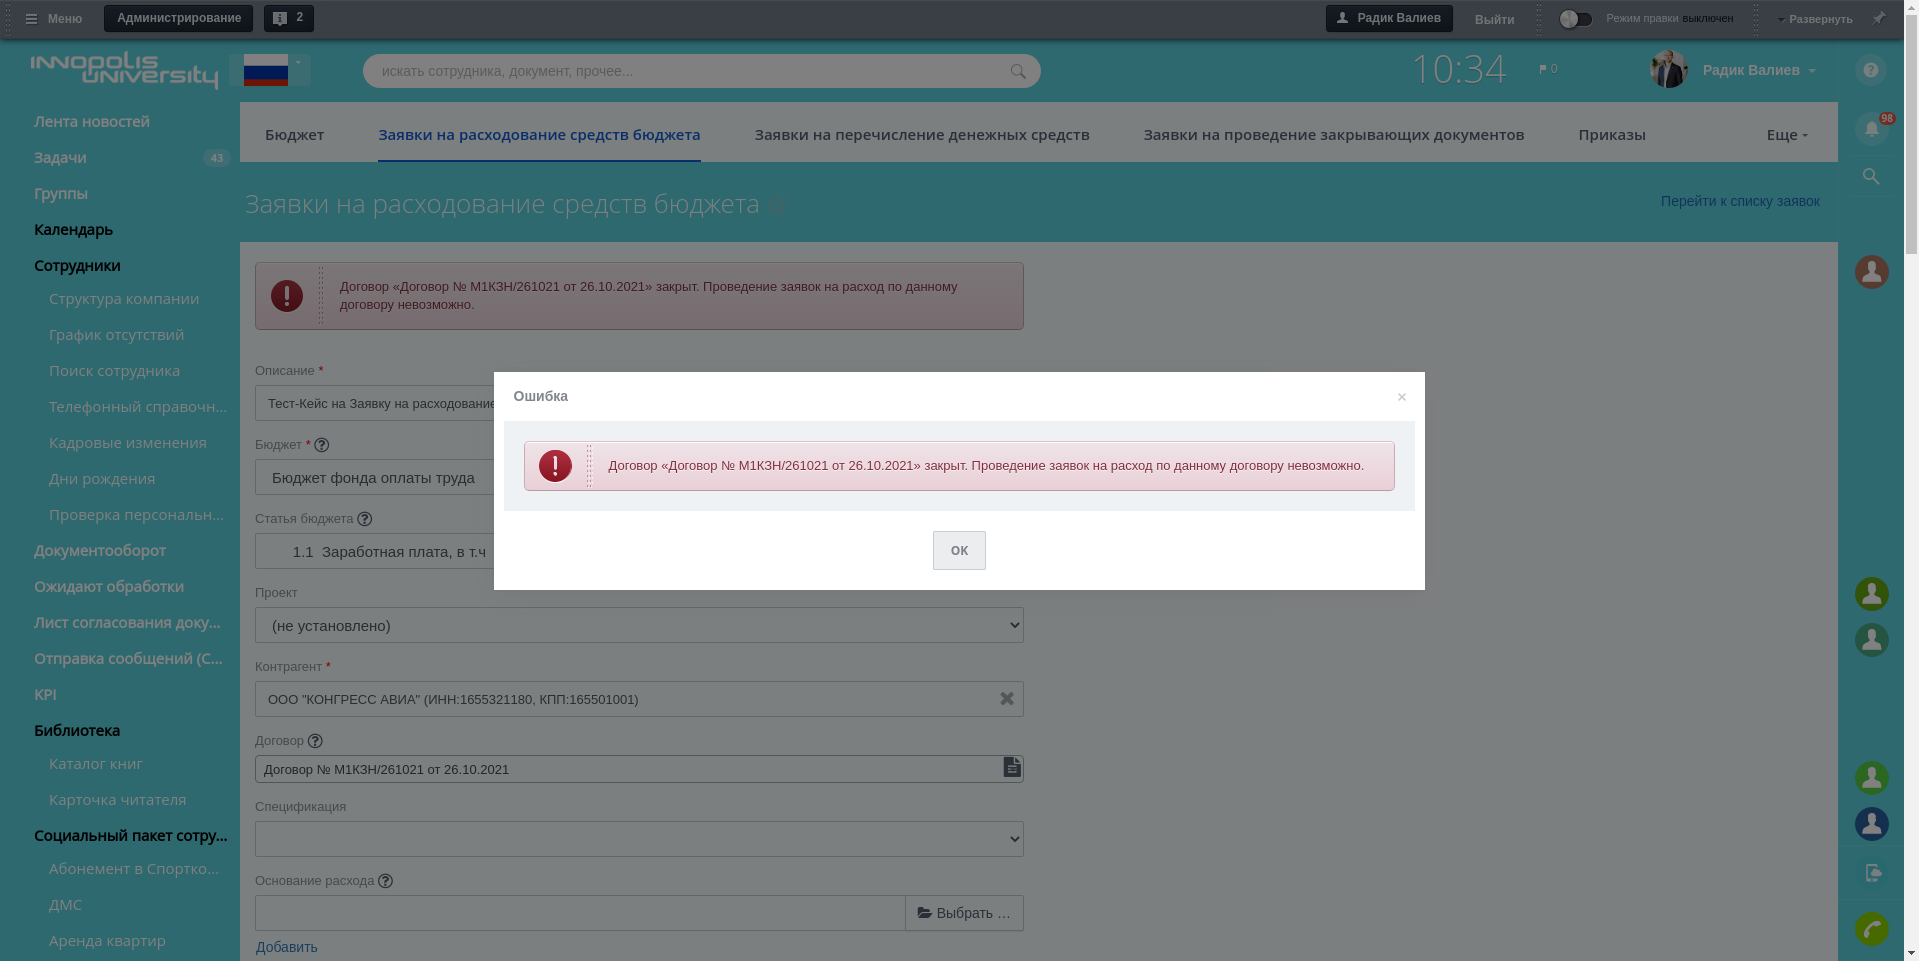 Меню
Администрирование
2
Радик Валиев
Выйти
Режим правки выключен
Развернуть
INNOPOLIS
UNIVERSITY
искать сотрудника, документ, прочее...
10:34
0
Радик Валиев
98
Лента новостей
Задачи
43
Группы
Календарь
Сотрудники
Структура компании
График отсутствий
Поиск сотрудника
Телефонный справочн...
Кадровые изменения
Дни рождения
Проверка персональн...
Документооборот
Ожидают обработки
Лист согласования доку...
Отправка сообщений (С...
KPI
Библиотека
Каталог книг
Карточка читателя
Социальный пакет сотру...
Абонемент в Спортко...
ДМС
Аренда квартир
Бюджет
Заявки на расходование средств бюджета
Заявки на перечисление денежных средств
Заявки на проведение закрывающих документов
Приказы
Еще
Заявки на расходование средств бюджета
Перейти к списку заявок
Договор «Договор № М1КЗН/261021 от 26.10.2021» закрыт. Проведение заявок на расход по данному
договору невозможно.
Описание *
Тест-Кейс на Заявку на расходование
Бюджет *
Бюджет фонда оплаты труда
Статья бюджета
1.1 Заработная плата, в т.ч
Проект
(не установлено)
Контрагент *
ООО "КОНГРЕСС АВИА" (ИНН:1655321180, КПП:165501001)
Договор
Договор № М1КЗН/261021 от 26.10.2021
Спецификация
Основание расхода
Выбрать …
Добавить
Ошибка
×
Договор «Договор № М1КЗН/261021 от 26.10.2021» закрыт. Проведение заявок на расход по данному договору невозможно.
ОК